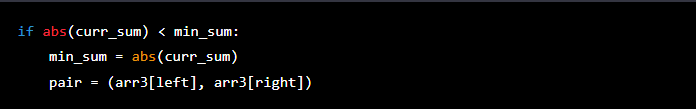 if abs(curr_sum) < min_sum:
    min_sum = abs(curr_sum)
    pair = (arr3[left], arr3[right])